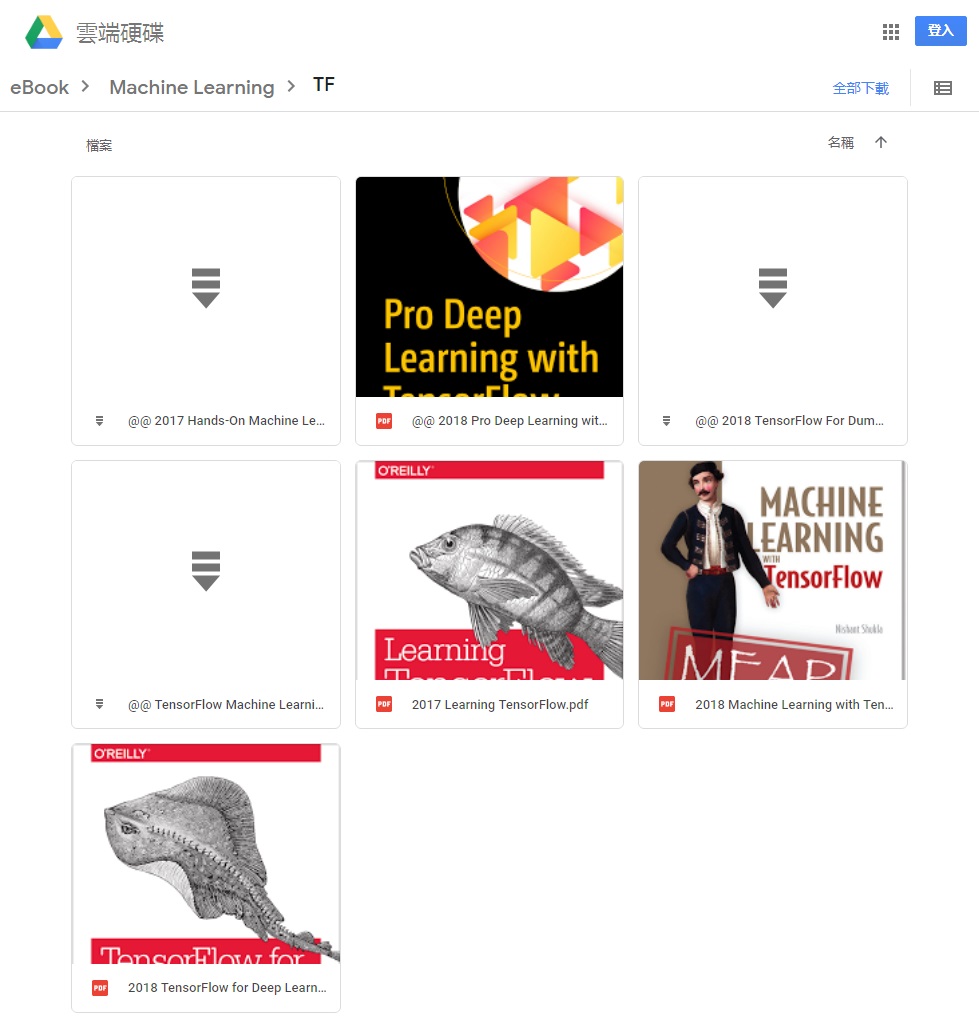 雲端硬碟
登入
eBook > Machine Learning > TF
全部下載
檔案
名稱
Pro Deep
Learning with
TensorFlow
@@ 2017 Hands-On Machine Le...
PDF @@ 2018 Pro Deep Learning wit...
@@ 2018 TensorFlow For Dum...
O'REILLY
Learning
TensorFlow
MACHINE
LEARNING
WITH
TensorFlow
Nishant Shukla
MEAP
@@ TensorFlow Machine Learni...
PDF 2017 Learning TensorFlow.pdf
PDF 2018 Machine Learning with Ten...
O'REILLY
TensorFlow for
PDF 2018 TensorFlow for Deep Learn...